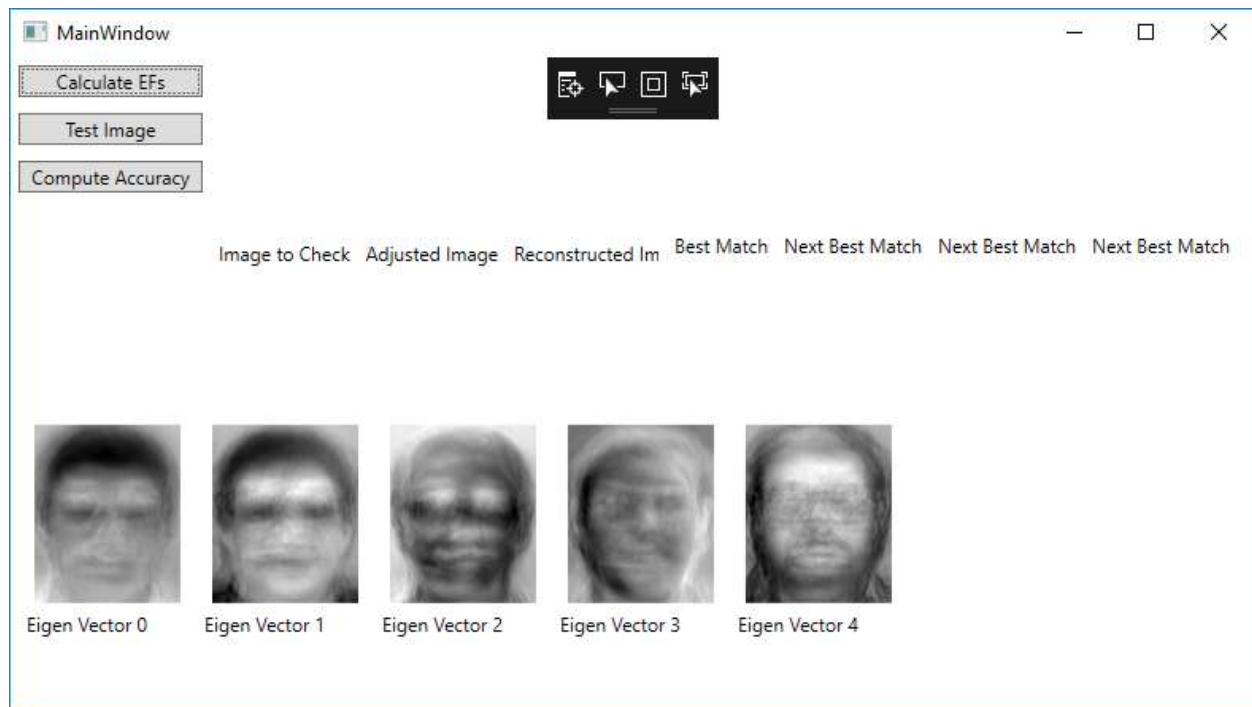 MainWindow
Calculate EFs
Test Image
Compute Accuracy
Image to Check Adjusted Image Reconstructed Im Best Match Next Best Match Next Best Match Next Best Match
Eigen Vector 0 Eigen Vector 1 Eigen Vector 2 Eigen Vector 3 Eigen Vector 4